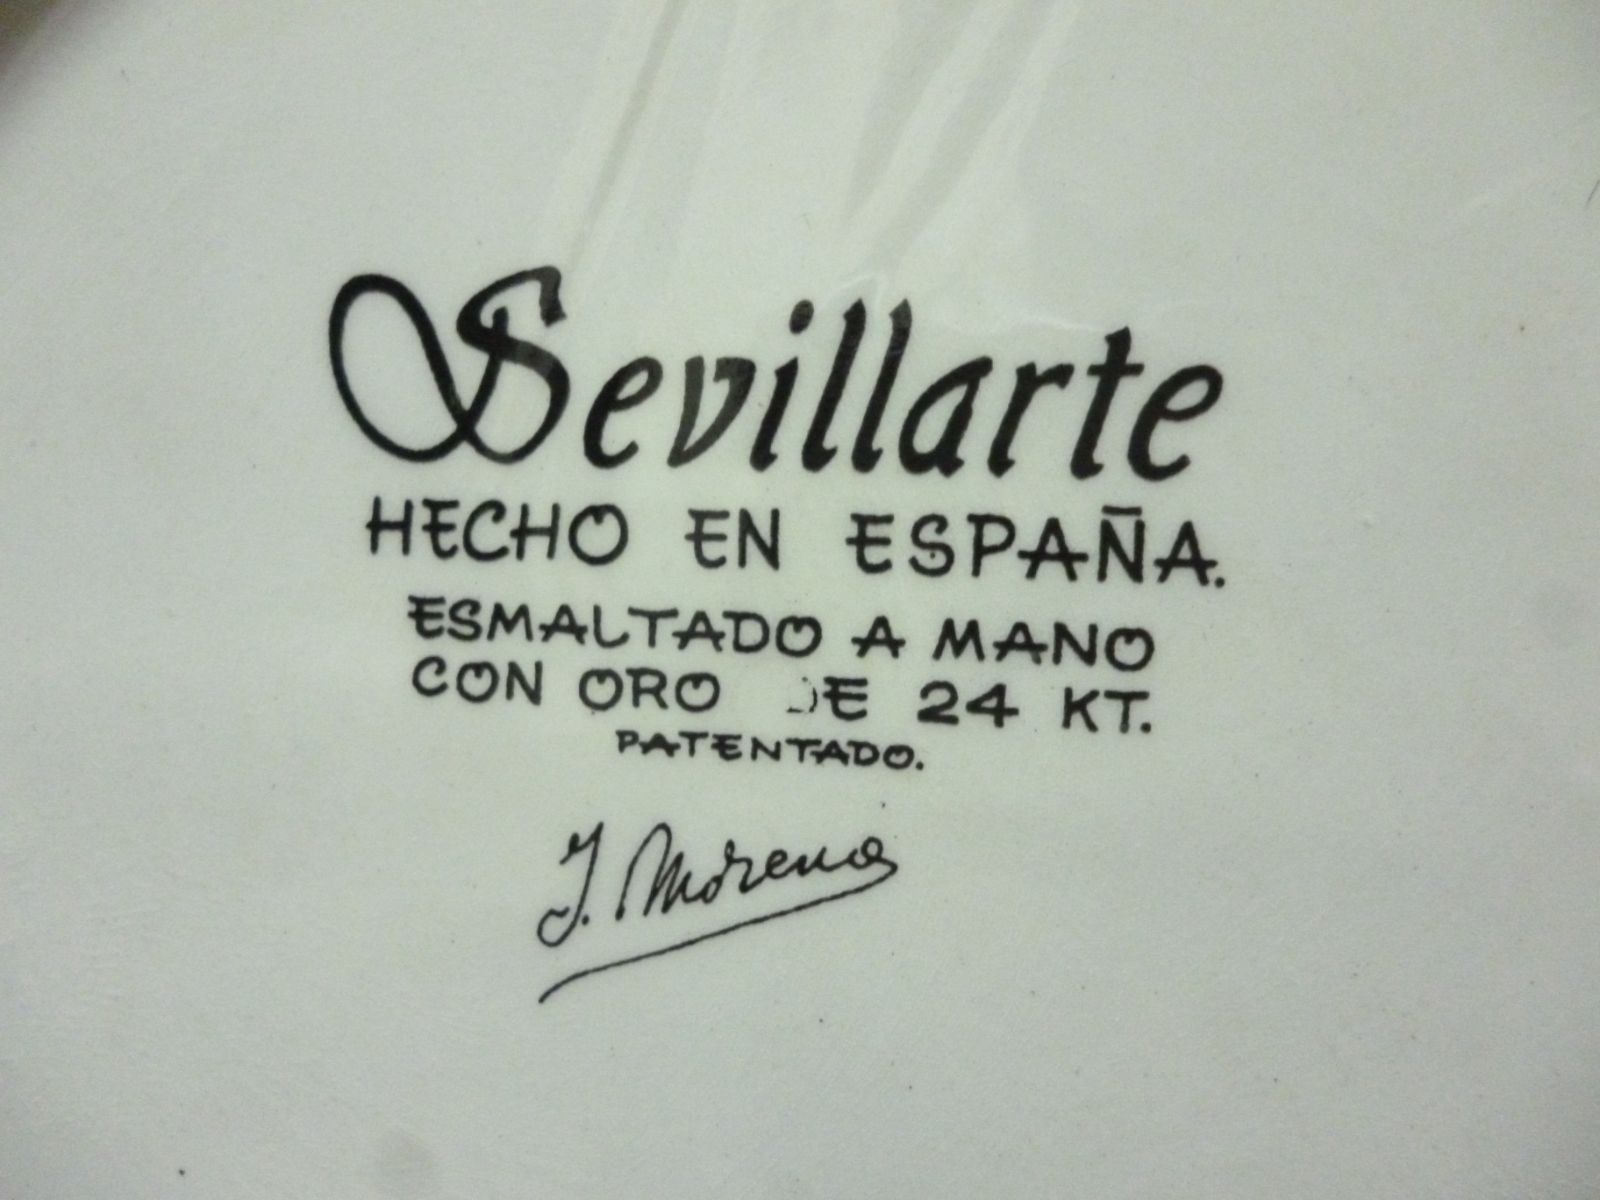 Sevillarte
HECHO EN ESPAÑA.
ESMALTADO A MANO
CON ORO DE 24 KT.
PATENTADO.
J. Moreno